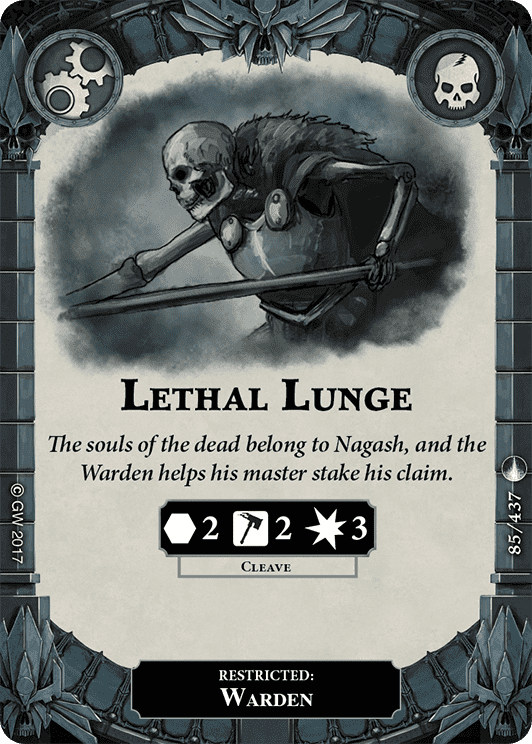 LETHAL LUNGE
The souls of the dead belong to Nagash, and the
Warden helps his master stake his claim.
2 2 3
CLEAVE
© GW 2017
85/437
RESTRICTED:
WARDEN